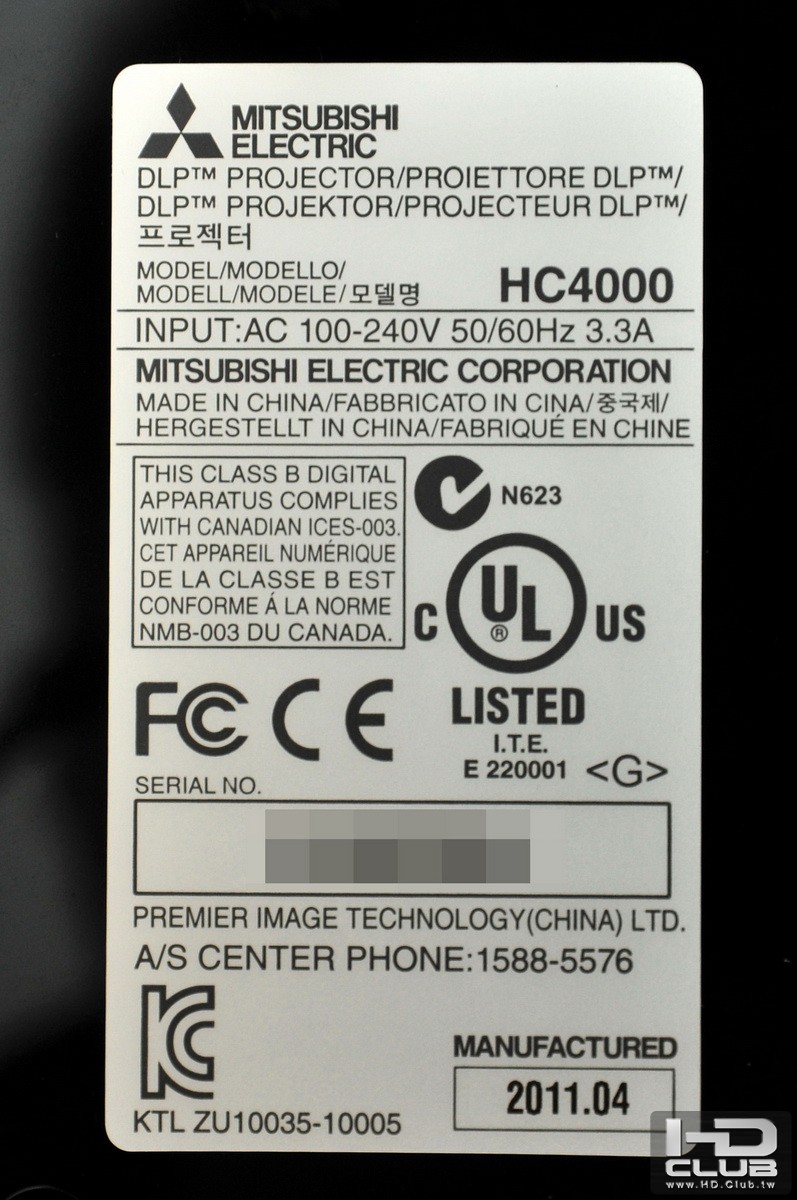 MITSUBISHI
ELECTRIC
DLP™ PROJECTOR/PROIETTORE DLP™/
DLP™ PROJEKTOR/PROJECTEUR DLP™/
프로젝터
MODEL/MODELLO/
MODELL/MODELE/모델명 HC4000
INPUT:AC 100-240V 50/60Hz 3.3A
MITSUBISHI ELECTRIC CORPORATION
MADE IN CHINA/FABBRICATO IN CINA/중국제/
HERGESTELLT IN CHINA/FABRIQUÉ EN CHINE
THIS CLASS B DIGITAL
APPARATUS COMPLIES
WITH CANADIAN ICES-003.
CET APPAREIL NUMÉRIQUE
DE LA CLASSE B EST
CONFORME Á LA NORME
NMB-003 DU CANADA.
N623
C UL® US
LISTED
I.T.E.
E 220001 <G>
FC CE
SERIAL NO.
PREMIER IMAGE TECHNOLOGY(CHINA) LTD.
A/S CENTER PHONE:1588-5576
KC
KTL ZU10035-10005
MANUFACTURED
2011.04
HD
CLUB
www.HD.Club.tw